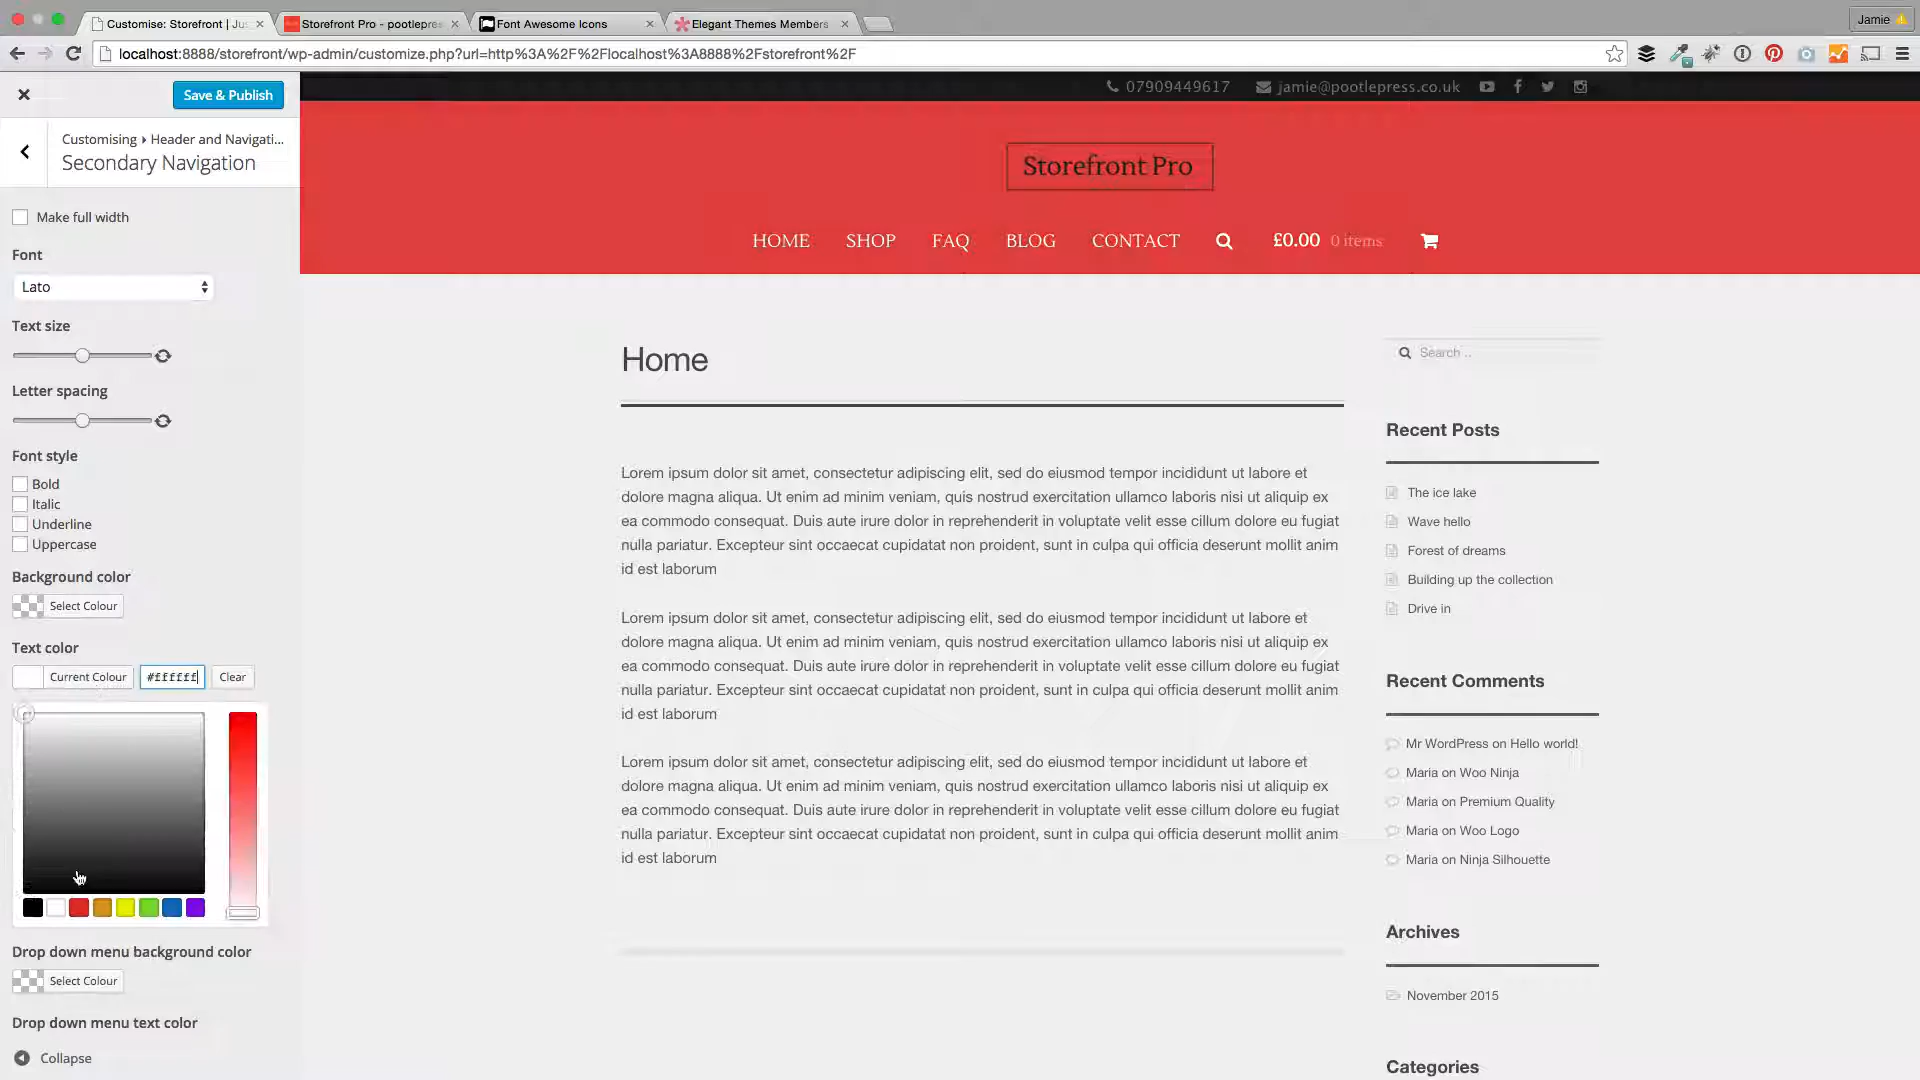 Customise: Storefront | Jus
Storefront Pro - pootlepres
Font Awesome Icons
Elegant Themes Members
Jamie
localhost:8888/storefront/wp-admin/customize.php?url=http%3A%2F%2Flocalhost%3A8888%2Fstorefront%2F
Save & Publish
07909449617
jamie@pootlepress.co.uk
Customising
Header and Navigati...
Secondary Navigation
Storefront Pro
HOME
SHOP
FAQ
BLOG
CONTACT
£0.00 0 items
Make full width
Font
Lato
Text size
Letter spacing
Font style
Bold
Italic
Underline
Uppercase
Background color
Select Colour
Text color
Current Colour
#ffffff
Clear
Drop down menu background color
Select Colour
Drop down menu text color
Collapse
Home
Lorem ipsum dolor sit amet, consectetur adipiscing elit, sed do eiusmod tempor incididunt ut labore et
dolore magna aliqua. Ut enim ad minim veniam, quis nostrud exercitation ullamco laboris nisi ut aliquip ex
ea commodo consequat. Duis aute irure dolor in reprehenderit in voluptate velit esse cillum dolore eu fugiat
nulla pariatur. Excepteur sint occaecat cupidatat non proident, sunt in culpa qui officia deserunt mollit anim
id est laborum
Lorem ipsum dolor sit amet, consectetur adipiscing elit, sed do eiusmod tempor incididunt ut labore et
dolore magna aliqua. Ut enim ad minim veniam, quis nostrud exercitation ullamco laboris nisi ut aliquip ex
ea commodo consequat. Duis aute irure dolor in reprehenderit in voluptate velit esse cillum dolore eu fugiat
nulla pariatur. Excepteur sint occaecat cupidatat non proident, sunt in culpa qui officia deserunt mollit anim
id est laborum
Lorem ipsum dolor sit amet, consectetur adipiscing elit, sed do eiusmod tempor incididunt ut labore et
dolore magna aliqua. Ut enim ad minim veniam, quis nostrud exercitation ullamco laboris nisi ut aliquip ex
ea commodo consequat. Duis aute irure dolor in reprehenderit in voluptate velit esse cillum dolore eu fugiat
nulla pariatur. Excepteur sint occaecat cupidatat non proident, sunt in culpa qui officia deserunt mollit anim
id est laborum
Search ..
Recent Posts
The ice lake
Wave hello
Forest of dreams
Building up the collection
Drive in
Recent Comments
Mr WordPress on Hello world!
Maria on Woo Ninja
Maria on Premium Quality
Maria on Woo Logo
Maria on Ninja Silhouette
Archives
November 2015
Categories